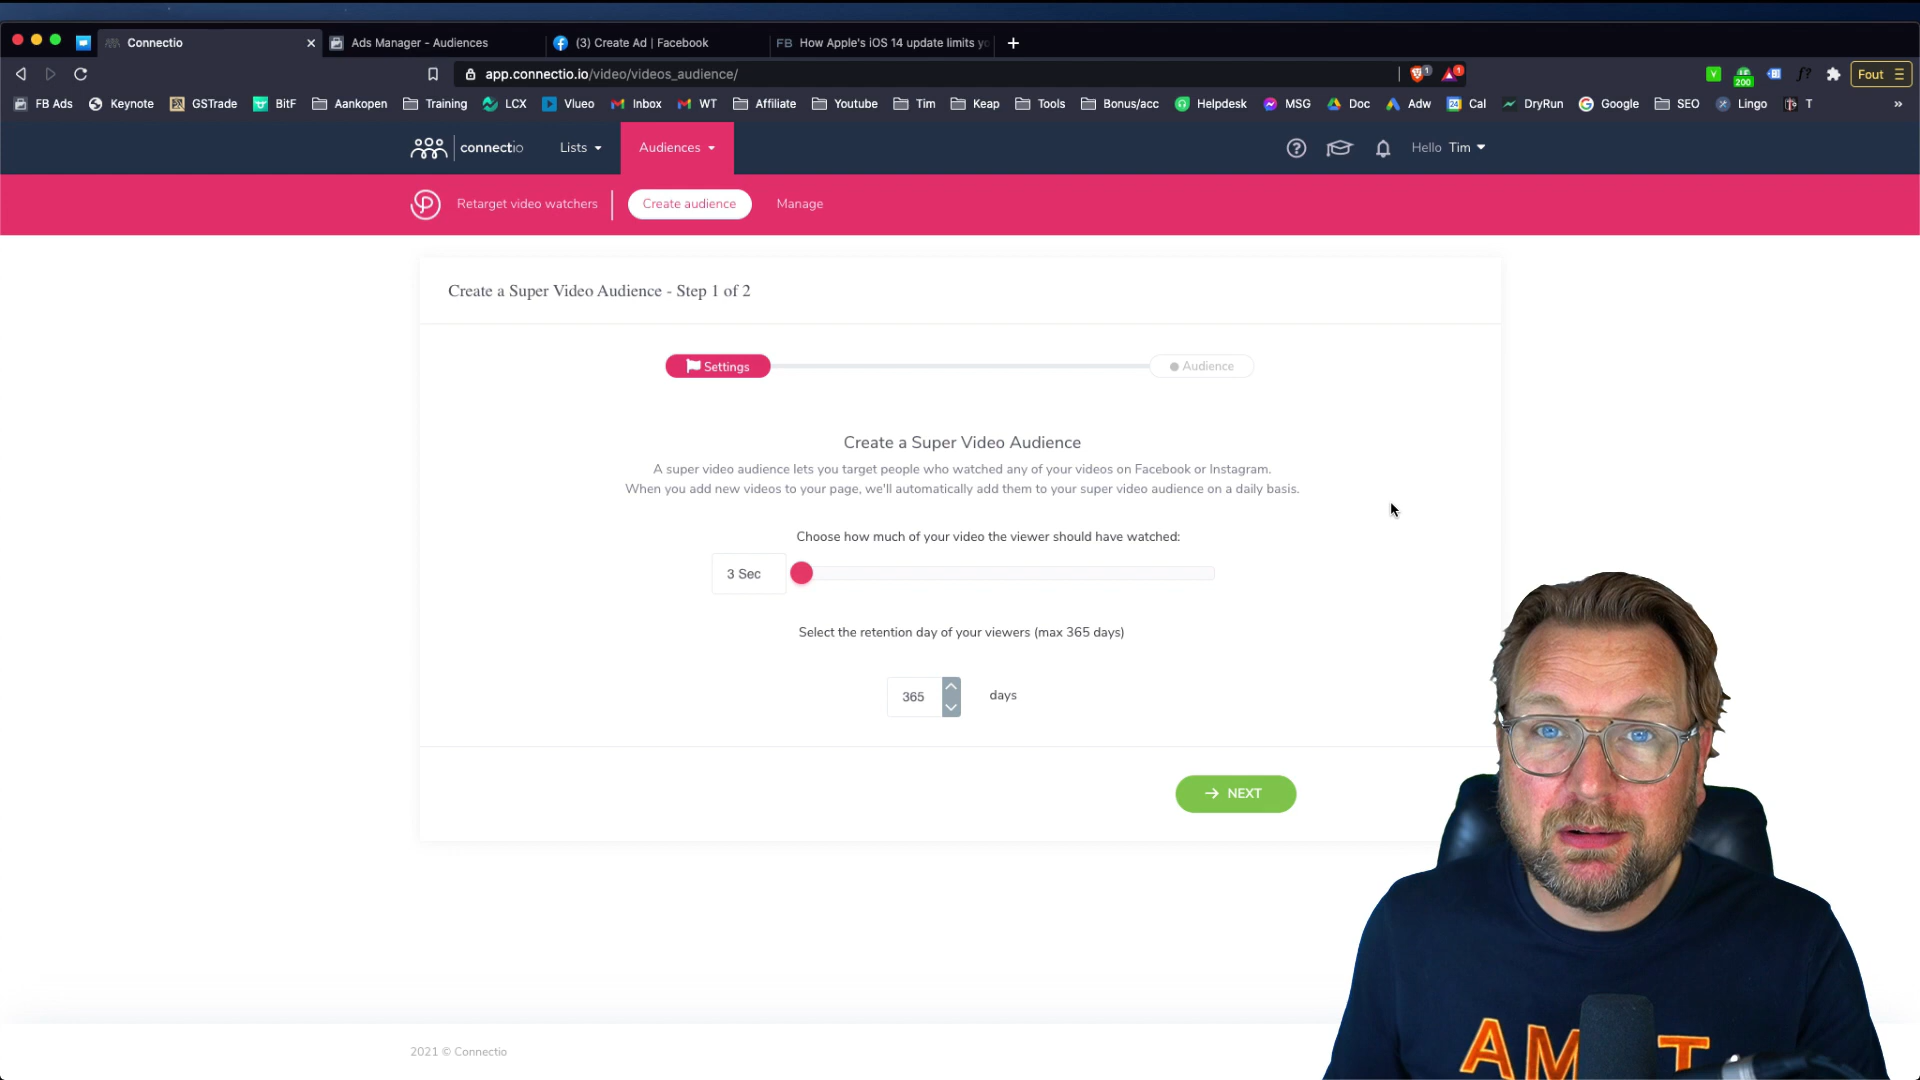 Connectio
Ads Manager - Audiences
(3) Create Ad | Facebook
FB How Apple's iOS 14 update limits yo
app.connectio.io/video/videos_audience/
1
1
200
f?
Fout
FB Ads Keynote GSTrade BitF Aankopen Training LCX Vlueo Inbox WT Affiliate Youtube Tim Keap Tools Bonus/acc Helpdesk MSG Doc Adw Cal DryRun Google SEO Lingo T »
connectio
Lists
Audiences
Hello Tim
Retarget video watchers
Create audience
Manage
Create a Super Video Audience - Step 1 of 2
Settings
Audience
Create a Super Video Audience
A super video audience lets you target people who watched any of your videos on Facebook or Instagram.
When you add new videos to your page, we'll automatically add them to your super video audience on a daily basis.
Choose how much of your video the viewer should have watched:
3 Sec
Select the retention day of your viewers (max 365 days)
365
days
NEXT
2021 © Connectio